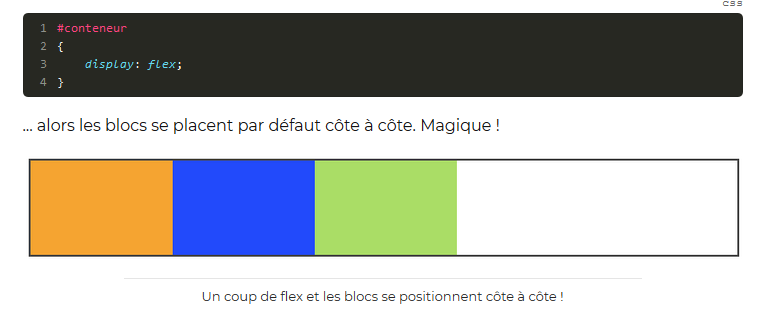 css
1 #conteneur
2 {
3 display: flex;
4 }
... alors les blocs se placent par défaut côte à côte. Magique !
Un coup de flex et les blocs se positionnent côte à côte !